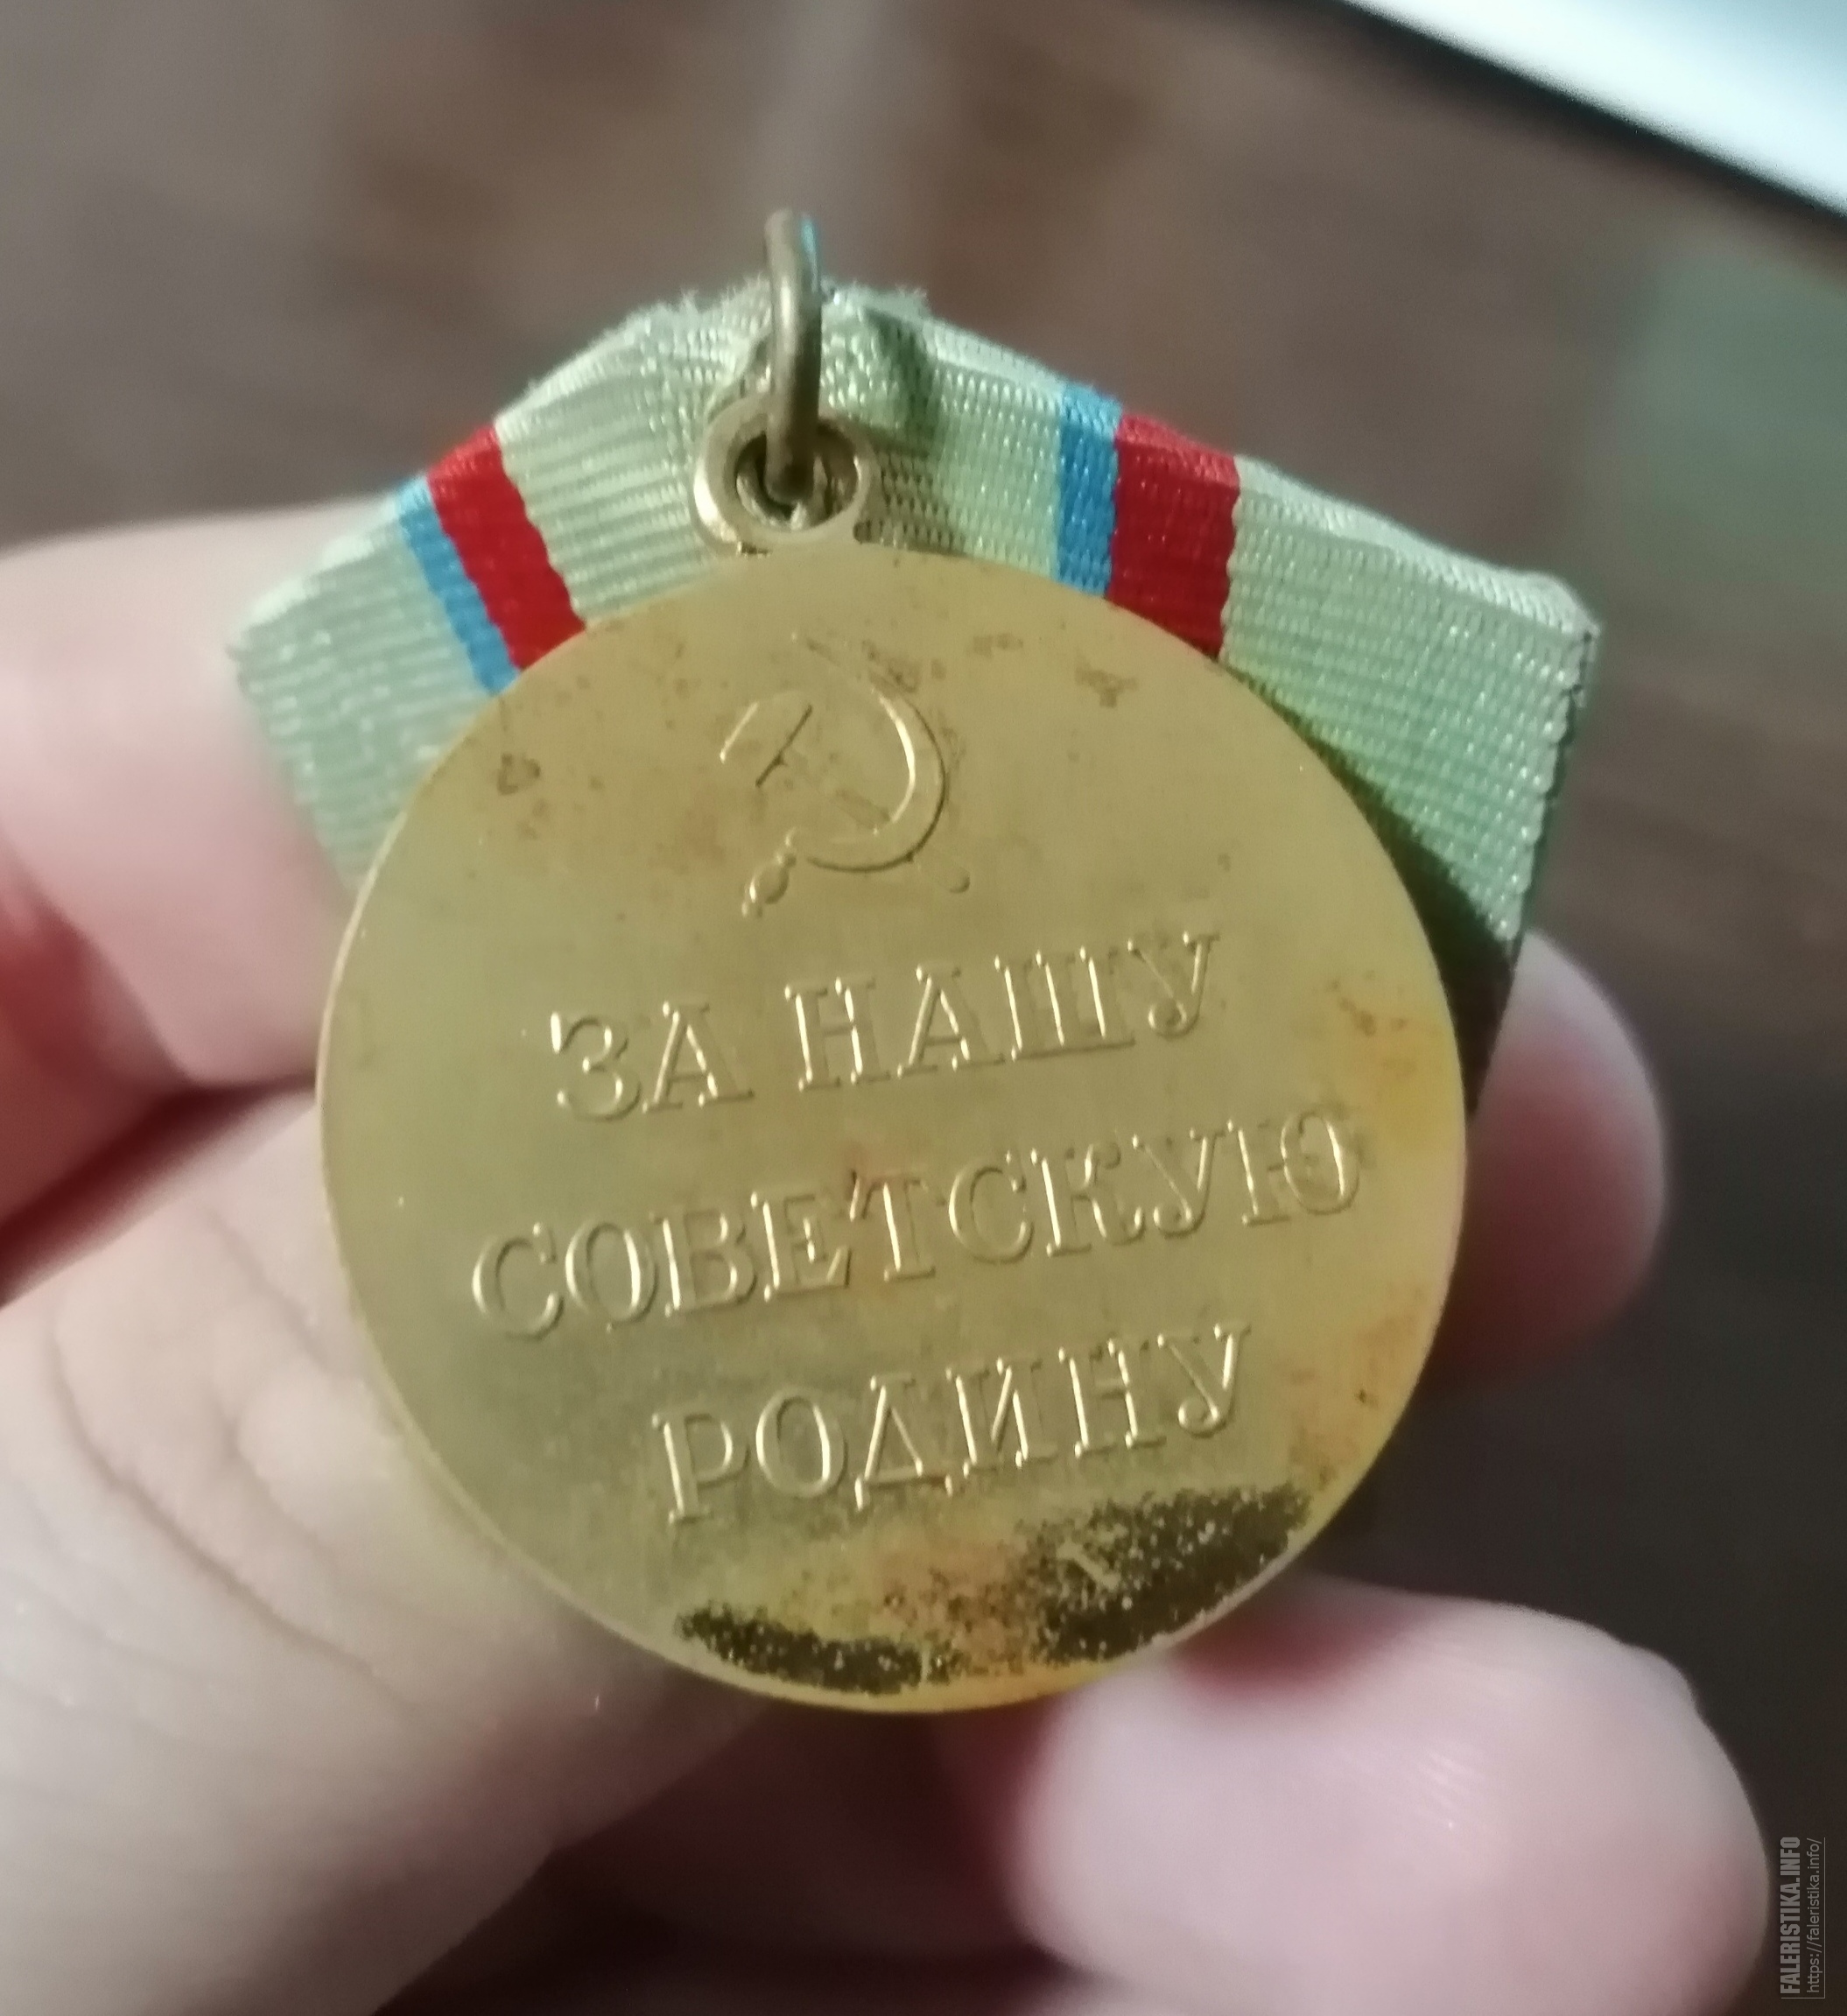 ЗА НАШУ
СОВЕТСКУЮ
РОДИНУ
FALERISTIKA.INFO
https://faleristika.info/